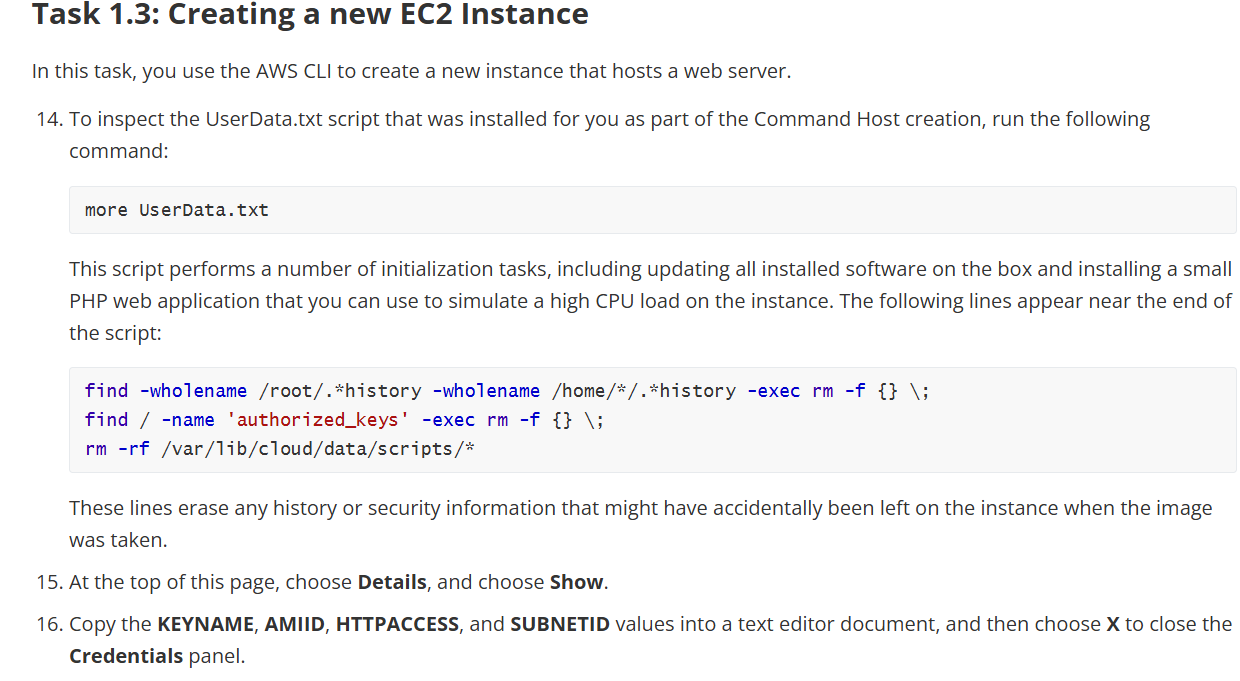 Task 1.3: Creating a new EC2 Instance
In this task, you use the AWS CLI to create a new instance that hosts a web server.
14. To inspect the UserData.txt script that was installed for you as part of the Command Host creation, run the following
command:
more UserData.txt
This script performs a number of initialization tasks, including updating all installed software on the box and installing a small
PHP web application that you can use to simulate a high CPU load on the instance. The following lines appear near the end of
the script:
find -wholename /root/.*history -wholename /home/*/.*history -exec rm -f {} \;
find / -name 'authorized_keys' -exec rm -f {} \;
rm -rf /var/lib/cloud/data/scripts/*
These lines erase any history or security information that might have accidentally been left on the instance when the image
was taken.
15. At the top of this page, choose Details, and choose Show.
16. Copy the KEYNAME, AMIID, HTTPACCESS, and SUBNETID values into a text editor document, and then choose X to close the
Credentials panel.